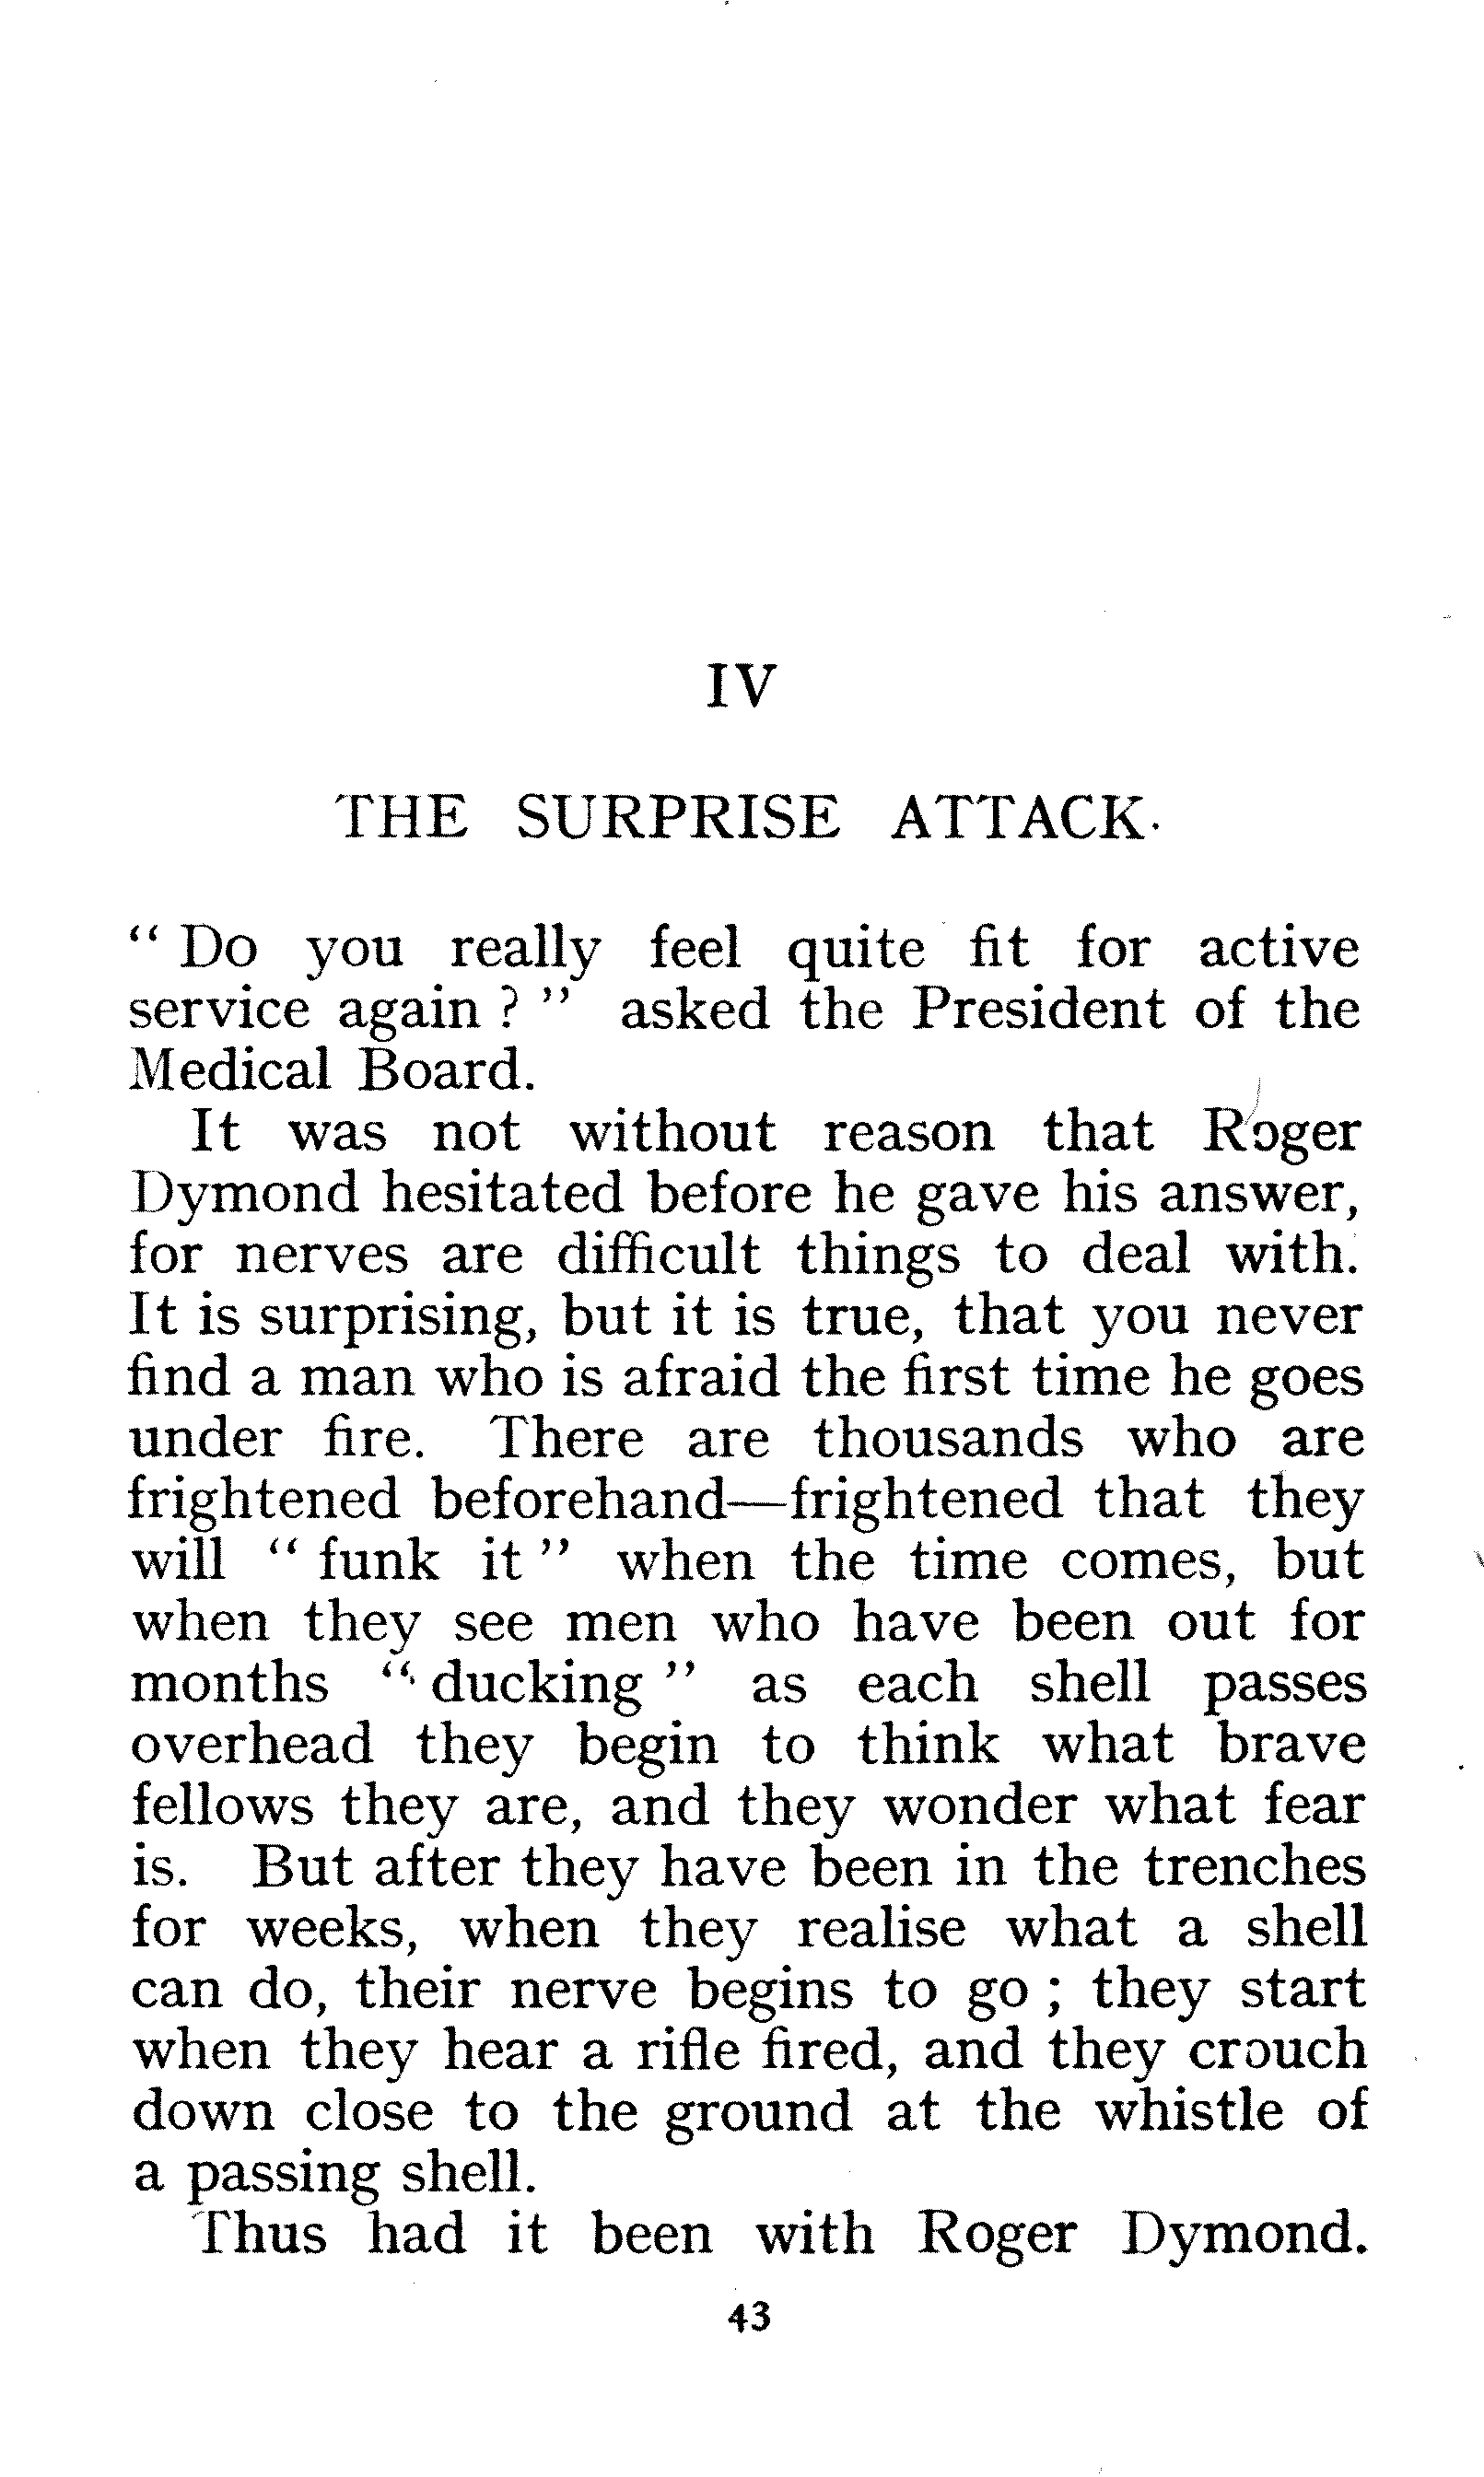 IV
THE SURPRISE ATTACK.
“ Do you really feel quite fit for active
service again ? ” asked the President of the
Medical Board.
It was not without reason that Roger
Dymond hesitated before he gave his answer,
for nerves are difficult things to deal with.
It is surprising, but it is true, that you never
find a man who is afraid the first time he goes
under fire. There are thousands who are
frightened beforehand—frightened that they
will “ funk it ” when the time comes, but
when they see men who have been out for
months “ ducking ” as each shell passes
overhead they begin to think what brave
fellows they are, and they wonder what fear
is. But after they have been in the trenches
for weeks, when they realise what a shell
can do, their nerve begins to go ; they start
when they hear a rifle fired, and they crouch
down close to the ground at the whistle of
a passing shell.
Thus had it been with Roger Dymond.
43